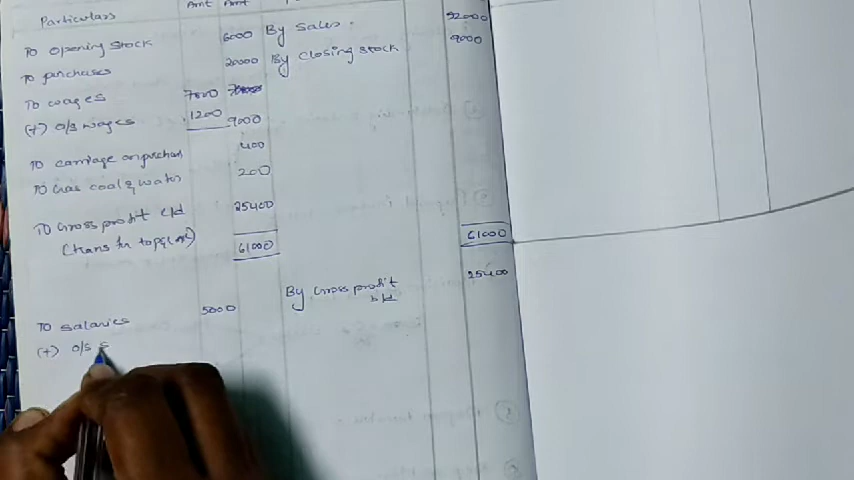 Particulars Amt Amt
To opening stock 6000 By Sales. 52000
To purchases 20000 By closing stock 9000
To wages 7800
(+) o/s wages 1200 9000
To carriage on purchases 400
To Gas coal & water 200
To Gross profit c/d 25400
(trans to to P&L a/c) 61000 61000
By Gross profit b/d 25400
To salaries 5000
(+) o/s s